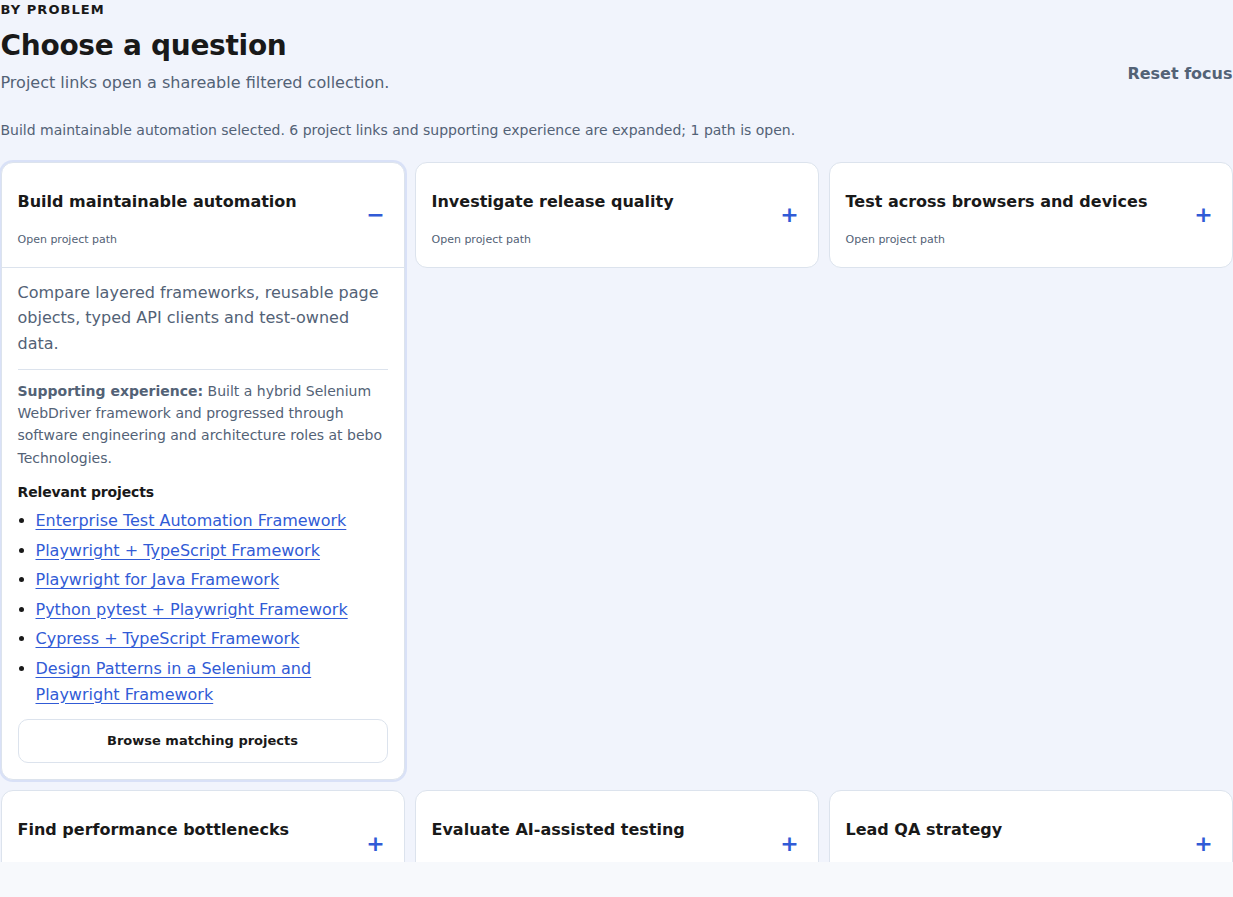 BY PROBLEM
Choose a question
Project links open a shareable filtered collection.
Reset focus
Build maintainable automation selected. 6 project links and supporting experience are expanded; 1 path is open.
Build maintainable automation
−
Open project path
Investigate release quality
+
Open project path
Test across browsers and devices
+
Open project path
Compare layered frameworks, reusable page
objects, typed API clients and test-owned
data.
Supporting experience: Built a hybrid Selenium
WebDriver framework and progressed through
software engineering and architecture roles at bebo
Technologies.
Relevant projects
• Enterprise Test Automation Framework
• Playwright + TypeScript Framework
• Playwright for Java Framework
• Python pytest + Playwright Framework
• Cypress + TypeScript Framework
• Design Patterns in a Selenium and
Playwright Framework
Browse matching projects
Find performance bottlenecks
+
Evaluate AI-assisted testing
+
Lead QA strategy
+